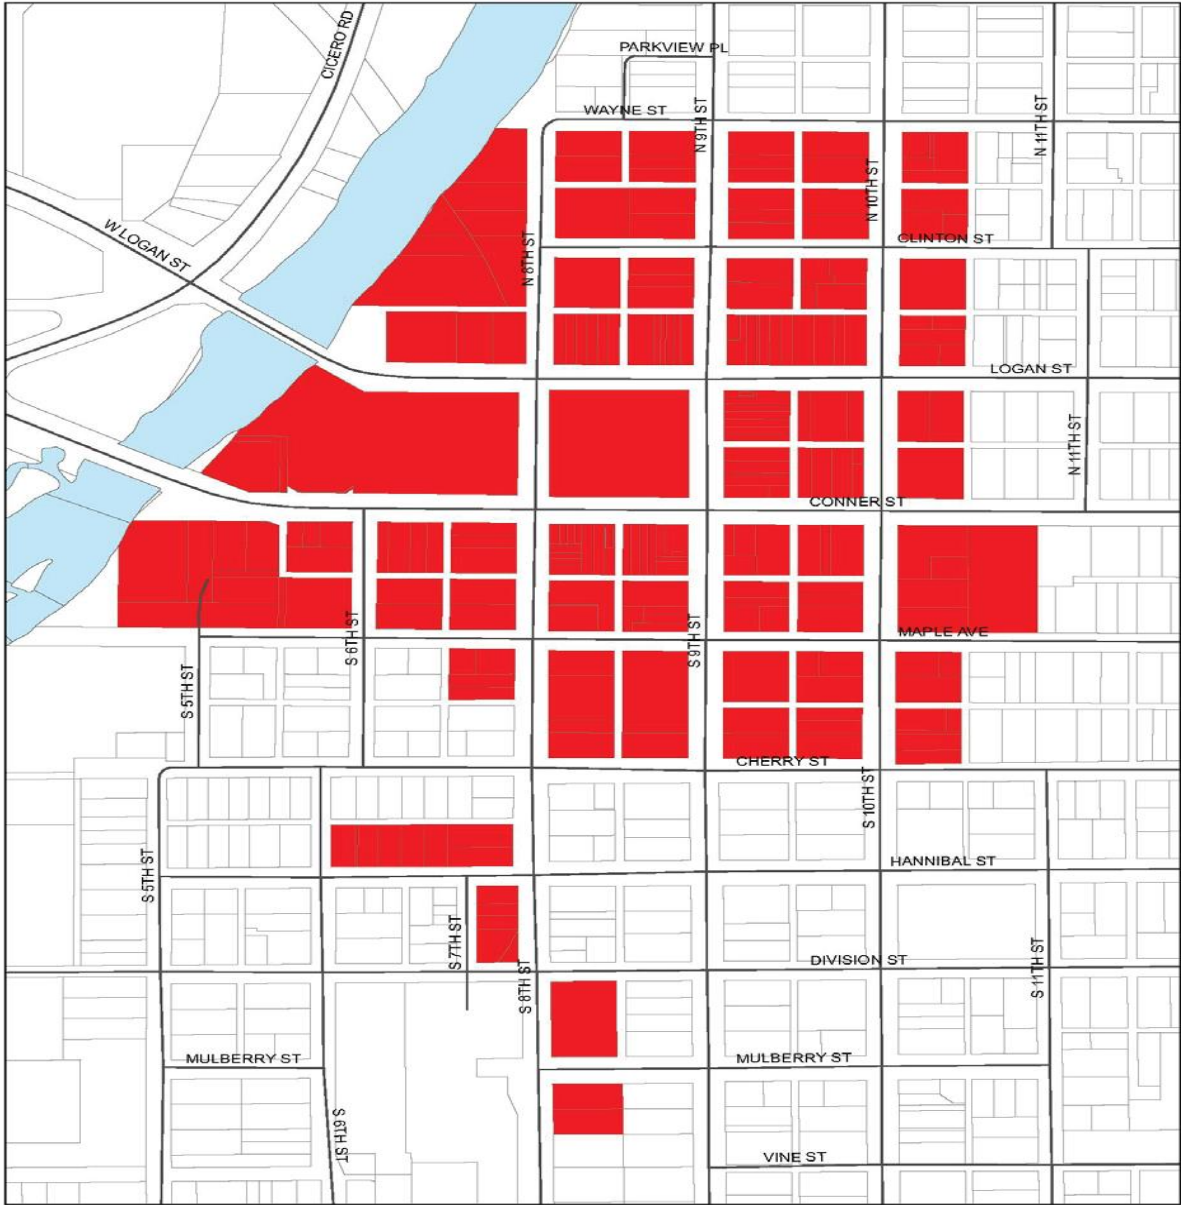 PARKVIEW PL
CICERO RD
WAYNE ST
N 9TH ST
N 11TH ST
N 10TH ST
W LOGAN ST
N 8TH ST
CLINTON ST
LOGAN ST
N 11TH ST
CONNER ST
S 6TH ST
S 9TH ST
MAPLE AVE
S 5TH ST
CHERRY ST
S 10TH ST
S 5TH ST
HANNIBAL ST
S 7TH ST
DIVISION ST
S 8TH ST
S 11TH ST
MULBERRY ST
MULBERRY ST
S 6TH ST
VINE ST